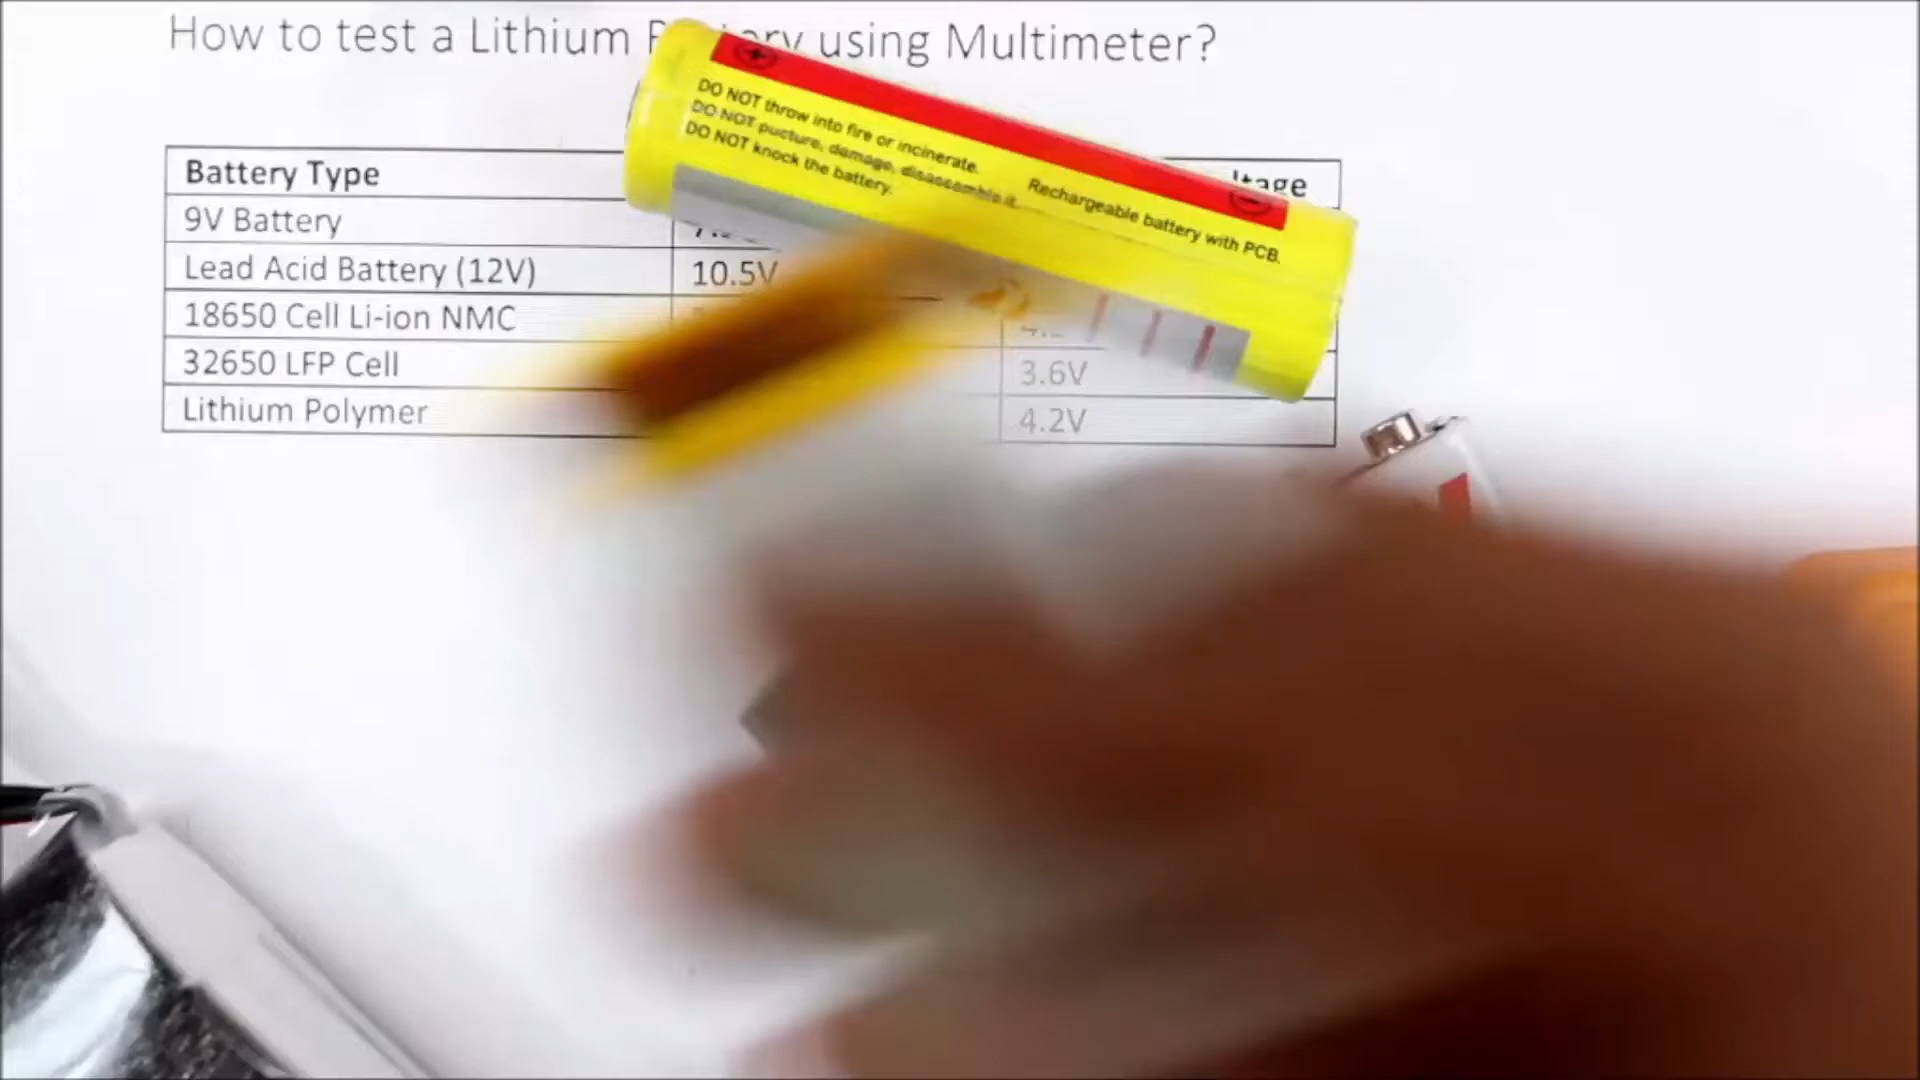 How to test a Lithium using Multimeter?
DO NOT throw into fire or incinerate.
DO NOT pucture, damage, disassemble it.
DO NOT knock the battery.
Rechargeable battery with PCB.
Battery Type
9V Battery
Lead Acid Battery (12V) 10.5V
18650 Cell Li-ion NMC
32650 LFP Cell 3.6V
Lithium Polymer 4.2V